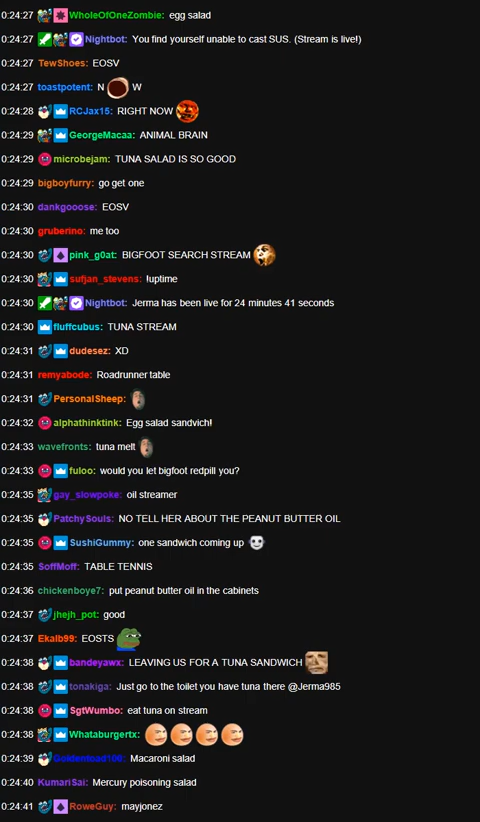 0:24:27 WholeOfOneZombie: egg salad
0:24:27 Nightbot: You find yourself unable to cast SUS. (Stream is live!)
0:24:27 TewShoes: EOSV
0:24:27 toastpotent: N W
0:24:28 RCJax15: RIGHT NOW
0:24:29 GeorgeMacaa: ANIMAL BRAIN
0:24:29 microbejam: TUNA SALAD IS SO GOOD
0:24:29 bigboyfurry: go get one
0:24:30 dankgooose: EOSV
0:24:30 gruberino: me too
0:24:30 pink_g0at: BIGFOOT SEARCH STREAM
0:24:30 sufjan_stevens: !uptime
0:24:30 Nightbot: Jerma has been live for 24 minutes 41 seconds
0:24:30 fluffcubus: TUNA STREAM
0:24:31 dudesez: XD
0:24:31 remyabode: Roadrunner table
0:24:31 PersonalSheep:
0:24:32 alphathinktink: Egg salad sandvich!
0:24:33 wavefronts: tuna melt
0:24:33 fuloo: would you let bigfoot redpill you?
0:24:35 gay_slowpoke: oil streamer
0:24:35 PatchySouls: NO TELL HER ABOUT THE PEANUT BUTTER OIL
0:24:35 SushiGummy: one sandwich coming up
0:24:35 SoffMoff: TABLE TENNIS
0:24:36 chickenboye7: put peanut butter oil in the cabinets
0:24:37 jhejh_pot: good
0:24:37 Ekalb99: EOSTS
0:24:38 bandeyawx: LEAVING US FOR A TUNA SANDWICH
0:24:38 tonakiga: Just go to the toilet you have tuna there @Jerma985
0:24:38 SgtWumbo: eat tuna on stream
0:24:38 Whataburgertx:
0:24:39 Goldentoad100: Macaroni salad
0:24:40 KumariSai: Mercury poisoning salad
0:24:41 RoweGuy: mayjonez